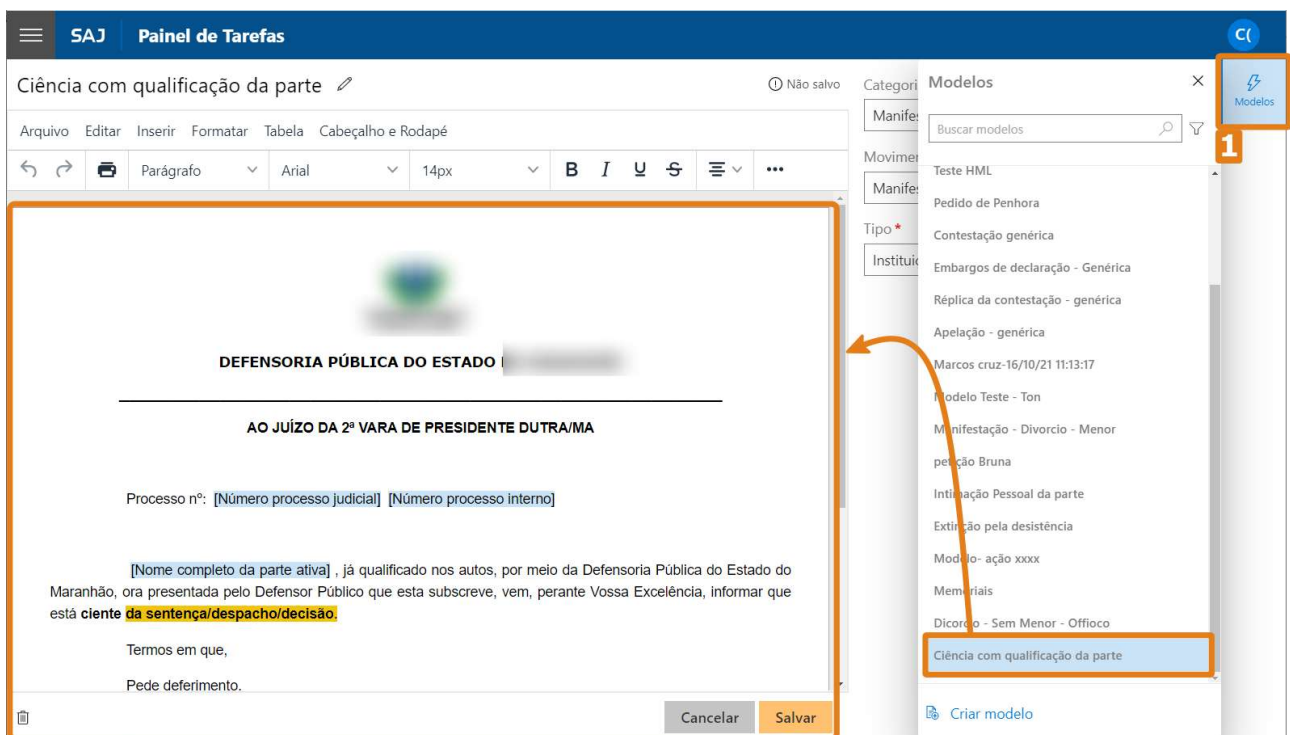 SAJ Painel de Tarefas C(
Ciência com qualificação da parte Não salvo
Arquivo Editar Inserir Formatar Tabela Cabeçalho e Rodapé
Parágrafo Arial 14px B I U S
DEFENSORIA PÚBLICA DO ESTADO
AO JUÍZO DA 2ª VARA DE PRESIDENTE DUTRA/MA
Processo nº: [Número processo judicial] [Número processo interno]
[Nome completo da parte ativa] , já qualificado nos autos, por meio da Defensoria Pública do Estado do
Maranhão, ora presentada pelo Defensor Público que esta subscreve, vem, perante Vossa Excelência, informar que
está ciente da sentença/despacho/decisão.
Termos em que,
Pede deferimento.
Cancelar Salvar
Categori
Manifes
Movimen
Manifes
Tipo *
Instituic
Modelos
Buscar modelos
Teste HML
Pedido de Penhora
Contestação genérica
Embargos de declaração - Genérica
Réplica da contestação - genérica
Apelação - genérica
Marcos cruz-16/10/21 11:13:17
Modelo Teste - Ton
Manifestação - Divorcio - Menor
petição Bruna
Intimação Pessoal da parte
Extinção pela desistência
Modelo- ação xxxx
Memoriais
Dicordio - Sem Menor - Offioco
Ciência com qualificação da parte
Criar modelo
Modelos
1